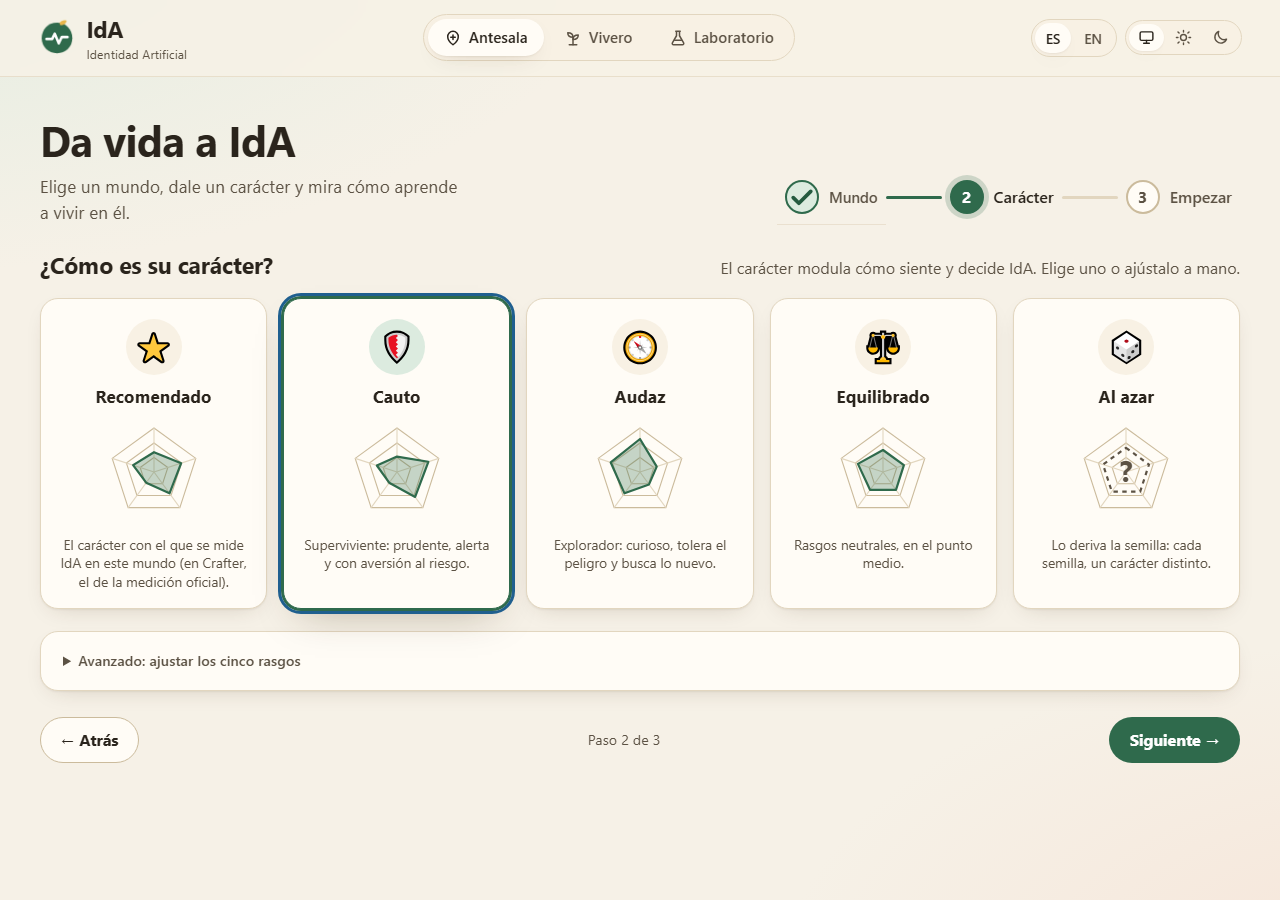 IdA
Identidad Artificial
Antesala
Vivero
Laboratorio
ES
EN
Da vida a IdA
Elige un mundo, dale un carácter y mira cómo aprende
a vivir en él.
Mundo
2
Carácter
3
Empezar
¿Cómo es su carácter?
El carácter modula cómo siente y decide IdA. Elige uno o ajústalo a mano.
Recomendado
El carácter con el que se mide
IdA en este mundo (en Crafter,
el de la medición oficial).
Cauto
Superviviente: prudente, alerta
y con aversión al riesgo.
Audaz
Explorador: curioso, tolera el
peligro y busca lo nuevo.
Equilibrado
Rasgos neutrales, en el punto
medio.
Al azar
?
Lo deriva la semilla: cada
semilla, un carácter distinto.
▶ Avanzado: ajustar los cinco rasgos
← Atrás
Paso 2 de 3
Siguiente →